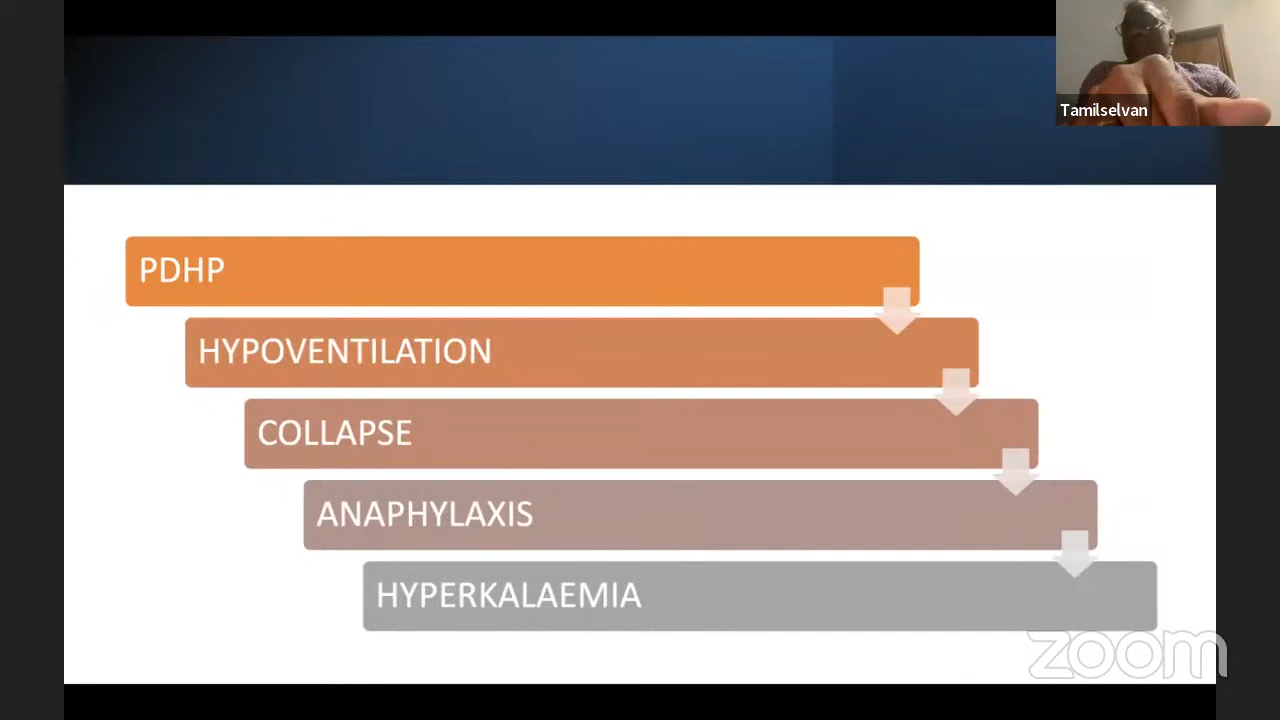 Tamilselvan
PDHP
HYPOVENTILATION
COLLAPSE
ANAPHYLAXIS
HYPERKALAEMIA
zoom